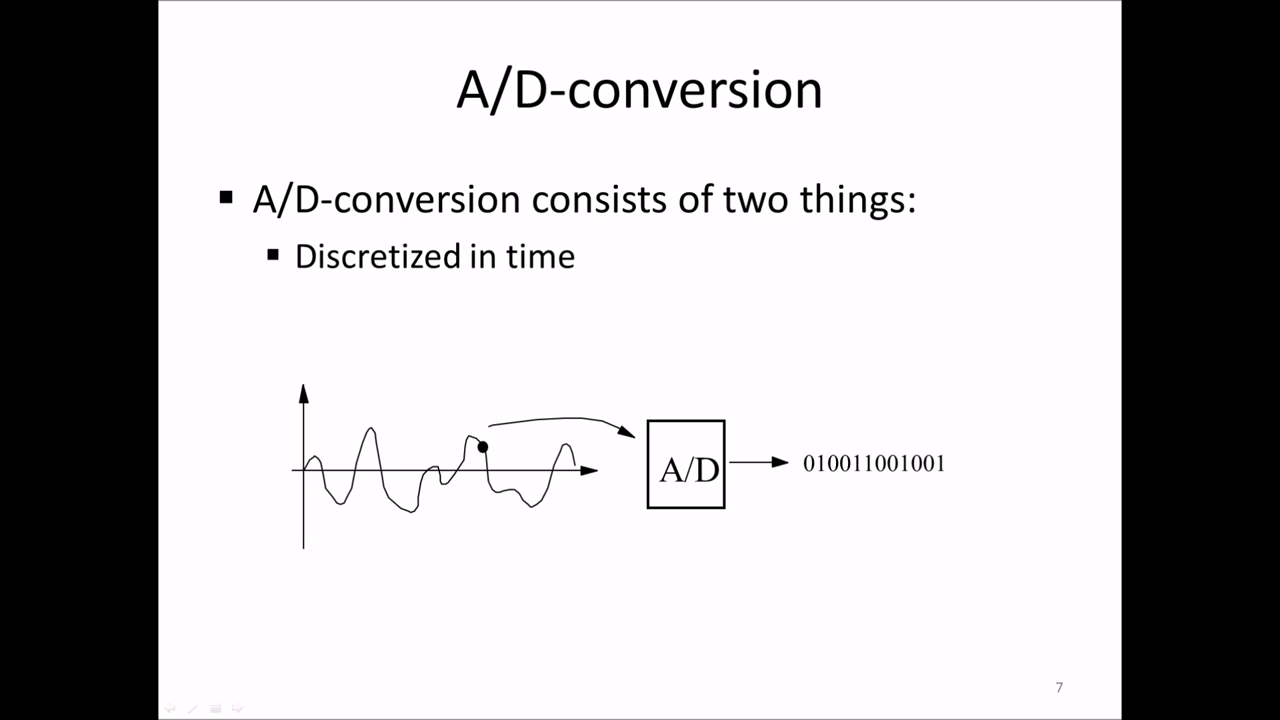 A/D-conversion
A/D-conversion consists of two things:
Discretized in time
A/D
010011001001
7